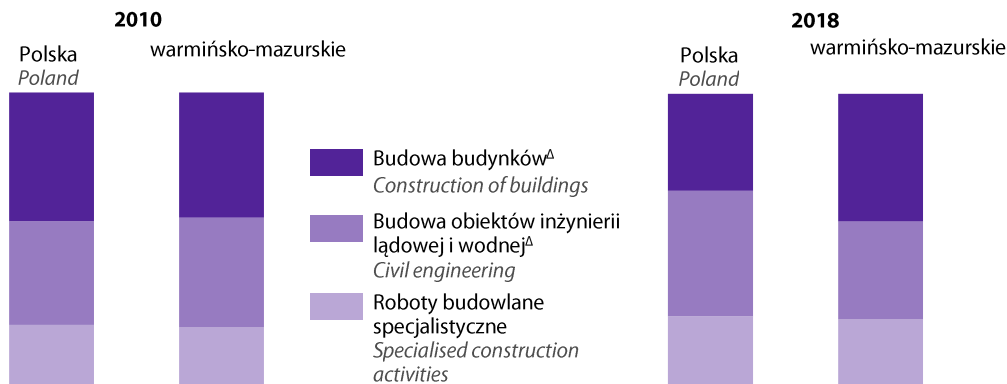 2010
Polska
Poland
warmińsko-mazurskie
Budowa budynków∆
Construction of buildings
Budowa obiektów inżynierii
lądowej i wodnej∆
Civil engineering
Roboty budowlane
specjalistyczne
Specialised construction
activities
2018
Polska
Poland
warmińsko-mazurskie